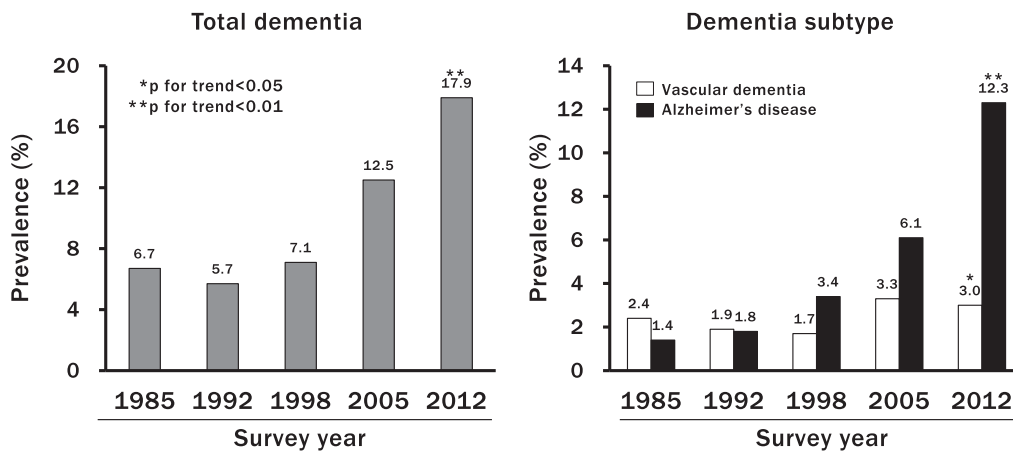 Total dementia
*p for trend<0.05
**p for trend<0.01
Prevalence (%)
20
16
12
8
4
0
6.7
5.7
7.1
12.5
**
17.9
1985 1992 1998 2005 2012
Survey year
Dementia subtype
Vascular dementia
Alzheimer's disease
Prevalence (%)
14
12
10
8
6
4
2
0
2.4
1.4
1.9
1.8
1.7
3.4
3.3
6.1
*
3.0
**
12.3
1985 1992 1998 2005 2012
Survey year